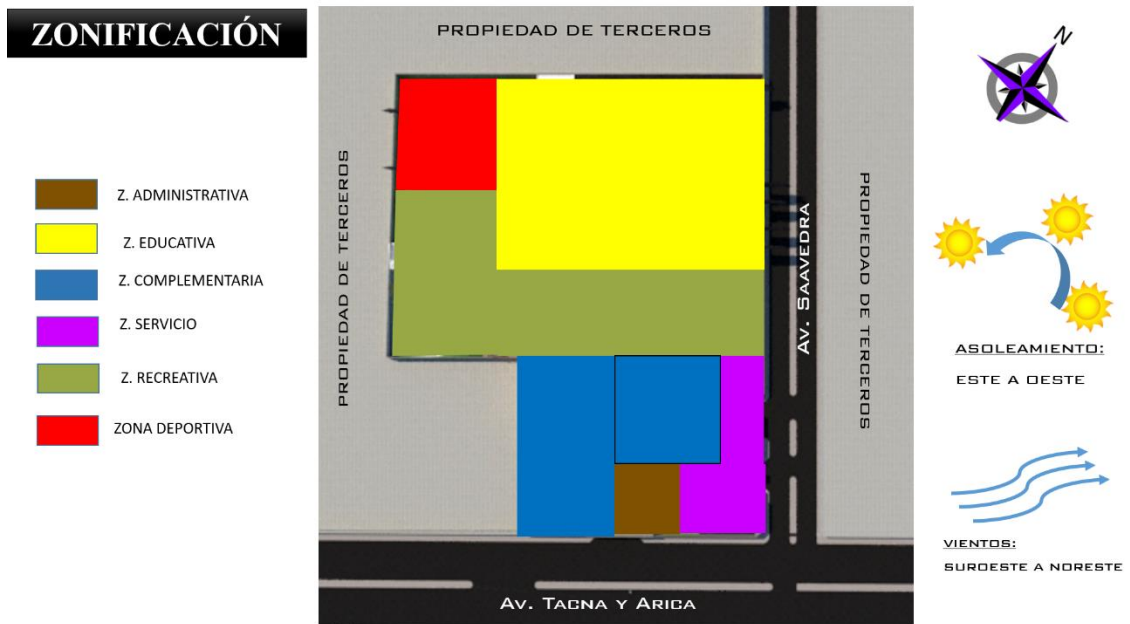 ZONIFICACIÓN
Z. ADMINISTRATIVA
Z. EDUCATIVA
Z. COMPLEMENTARIA
Z. SERVICIO
Z. RECREATIVA
ZONA DEPORTIVA
PROPIEDAD DE TERCEROS
PROPIEDAD DE TERCEROS
Av. Saavedra
PROPIEDAD DE TERCEROS
Av. Tacna y Arica
N
ASOLEAMIENTO:
ESTE A OESTE
VIENTOS:
SUROESTE A NORESTE